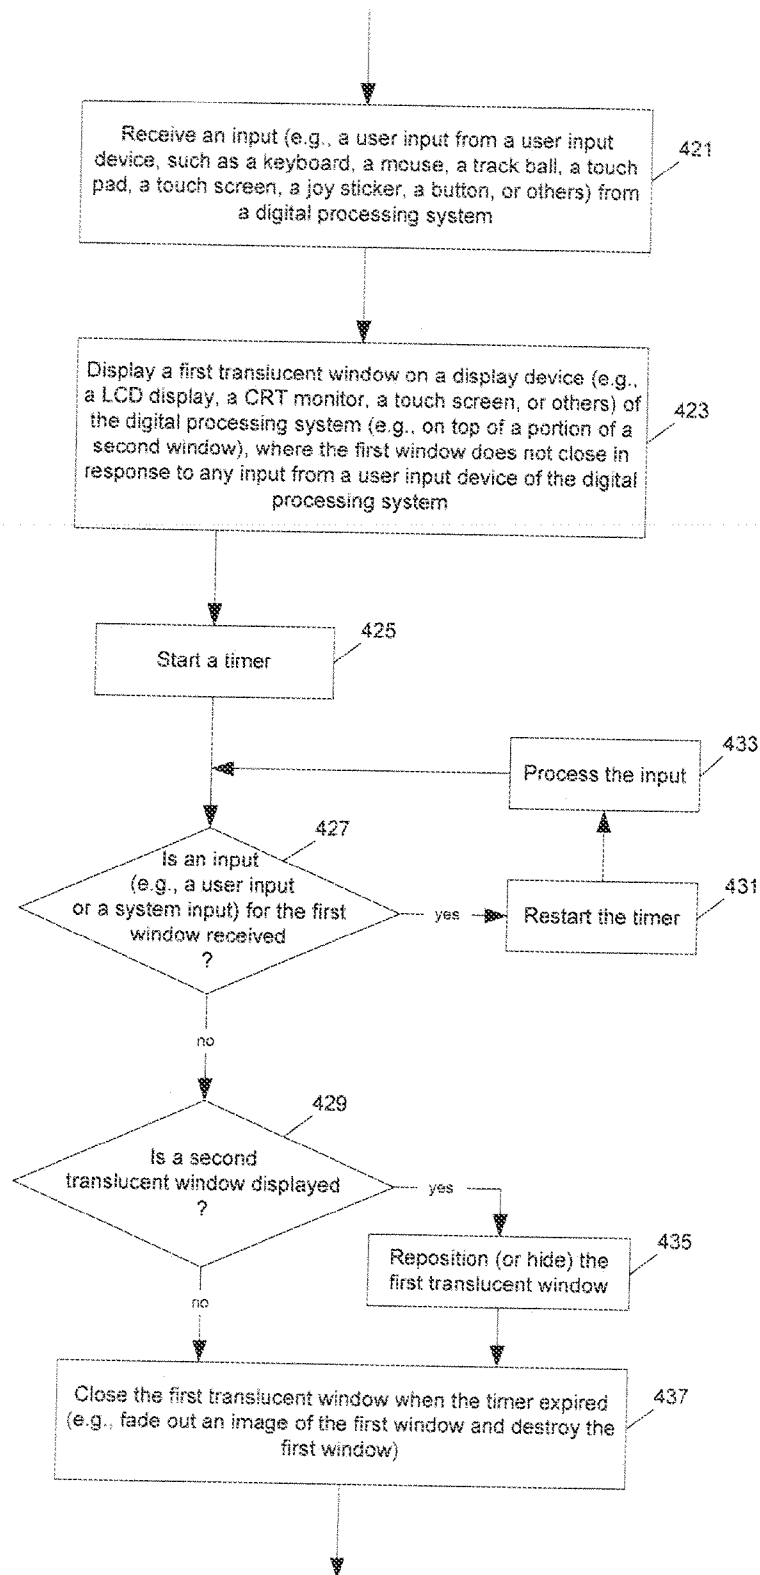 Receive an input (e.g., a user input from a user input
device, such as a keyboard, a mouse, a track ball, a touch
pad, a touch screen, a joy sticker, a button, or others) from
a digital processing system
421
Display a first translucent window on a display device (e.g.,
a LCD display, a CRT monitor, a touch screen, or others) of
the digital processing system (e.g., on top of a portion of a
second window), where the first window does not close in
response to any input from a user input device of the digital
processing system
423
Start a timer
425
Process the input
433
Is an input
(e.g., a user input
or a system input) for the first
window received
?
427
yes
Restart the timer
431
no
Is a second
translucent window displayed
?
429
yes
Reposition (or hide) the
first translucent window
435
no
Close the first translucent window when the timer expired
(e.g., fade out an image of the first window and destroy the
first window)
437